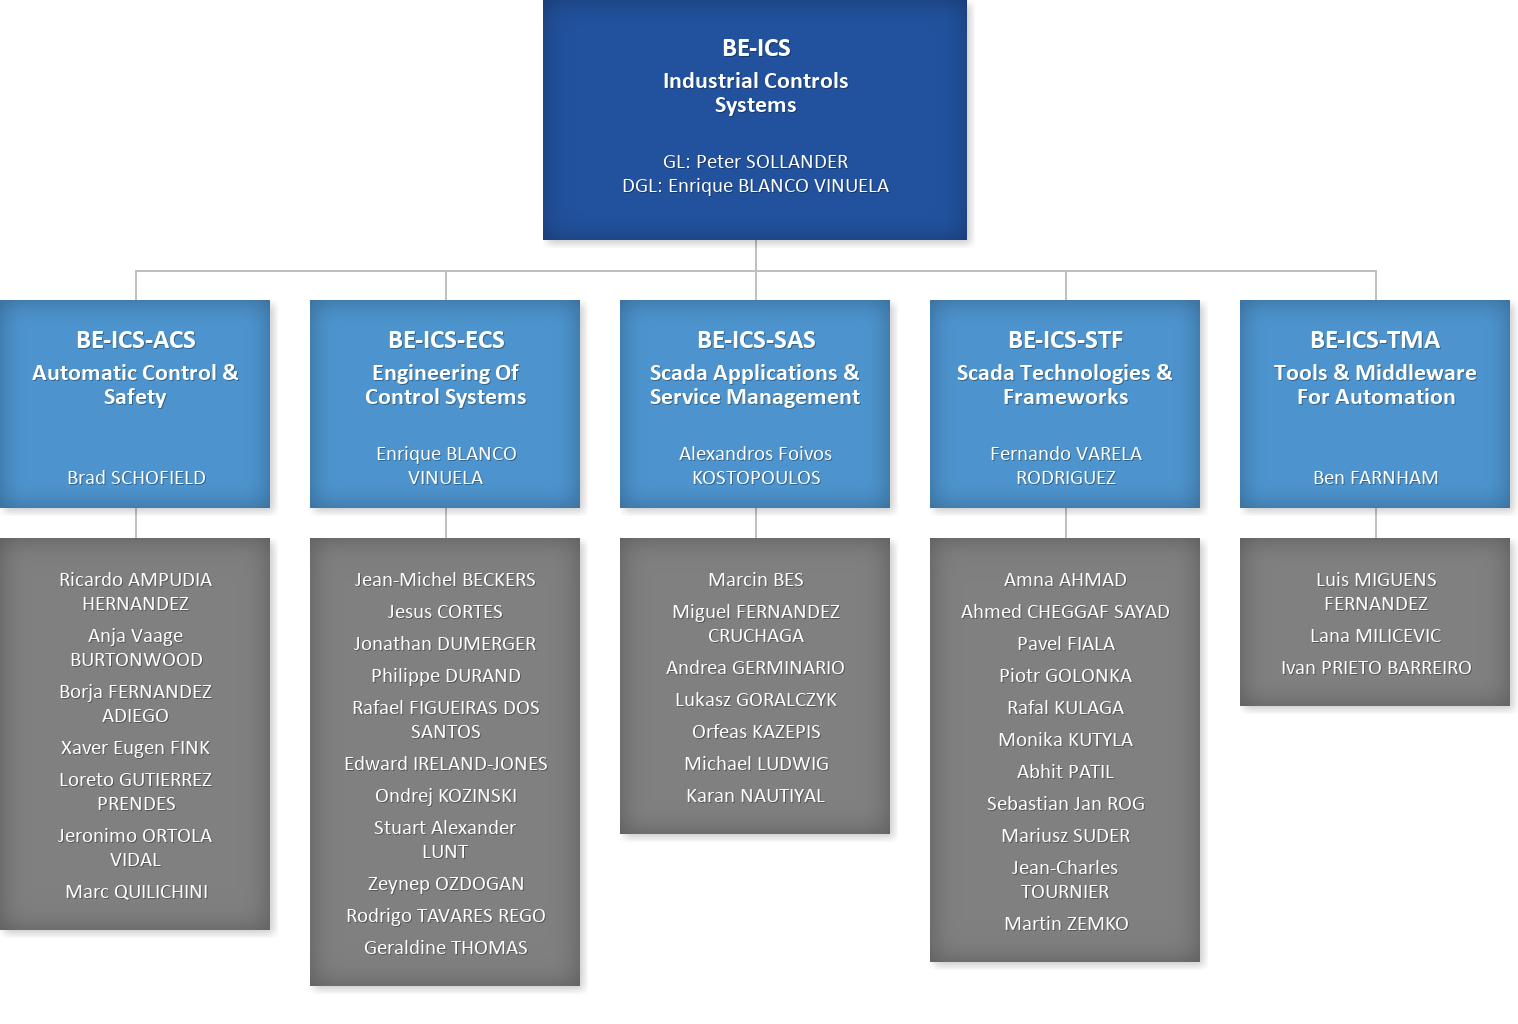 BE-ICS
Industrial Controls
Systems
GL: Peter SOLLANDER
DGL: Enrique BLANCO VINUELA
BE-ICS-ACS
Automatic Control &
Safety
Brad SCHOFIELD
Ricardo AMPUDIA
HERNANDEZ
Anja Vaage
BURTONWOOD
Borja FERNANDEZ
ADIEGO
Xaver Eugen FINK
Loreto GUTIERREZ
PRENDES
Jeronimo ORTOLA
VIDAL
Marc QUILICHINI
BE-ICS-ECS
Engineering Of
Control Systems
Enrique BLANCO
VINUELA
Jean-Michel BECKERS
Jesus CORTES
Jonathan DUMERGER
Philippe DURAND
Rafael FIGUEIRAS DOS
SANTOS
Edward IRELAND-JONES
Ondrej KOZINSKI
Stuart Alexander
LUNT
Zeynep OZDOGAN
Rodrigo TAVARES REGO
Geraldine THOMAS
BE-ICS-SAS
Scada Applications &
Service Management
Alexandros Foivos
KOSTOPOULOS
Marcin BES
Miguel FERNANDEZ
CRUCHAGA
Andrea GERMINARIO
Lukasz GORALCZYK
Orfeas KAZEPIS
Michael LUDWIG
Karan NAUTIYAL
BE-ICS-STF
Scada Technologies &
Frameworks
Fernando VARELA
RODRIGUEZ
Amna AHMAD
Ahmed CHEGGAF SAYAD
Pavel FIALA
Piotr GOLONKA
Rafal KULAGA
Monika KUTYLA
Abhit PATIL
Sebastian Jan ROG
Mariusz SUDER
Jean-Charles
TOURNIER
Martin ZEMKO
BE-ICS-TMA
Tools & Middleware
For Automation
Ben FARNHAM
Luis MIGUENS
FERNANDEZ
Lana MILICEVIC
Ivan PRIETO BARREIRO